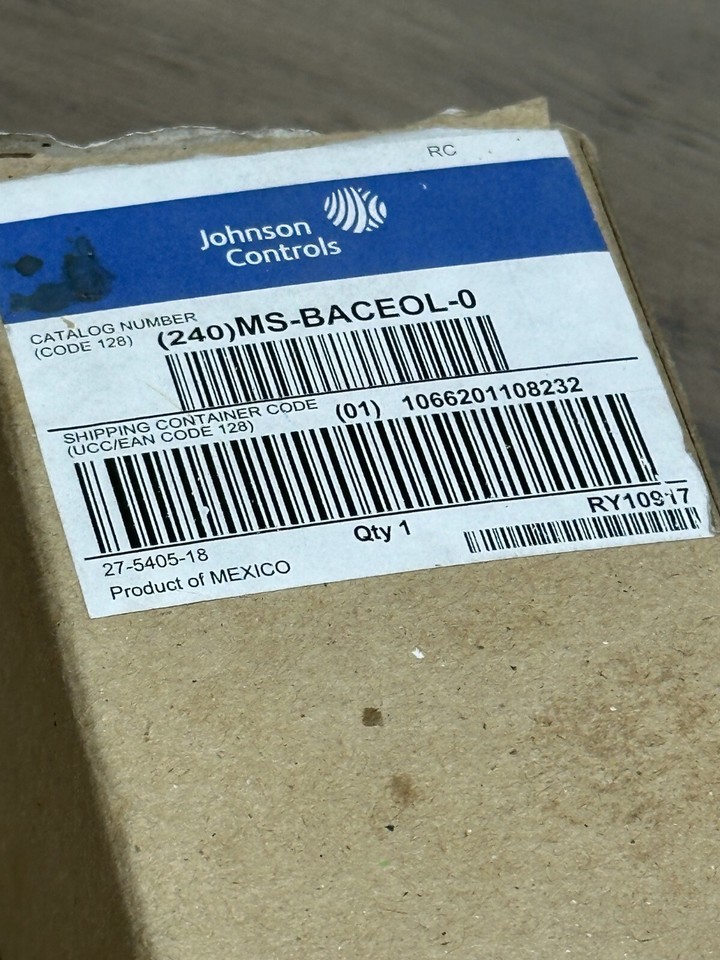 RC
Johnson
Controls
CATALOG NUMBER
(CODE 128)
(240)MS-BACEOL-0
SHIPPING CONTAINER CODE
(UCC/EAN CODE 128)
(01) 1066201108232
27-5405-18
Qty 1
Product of MEXICO